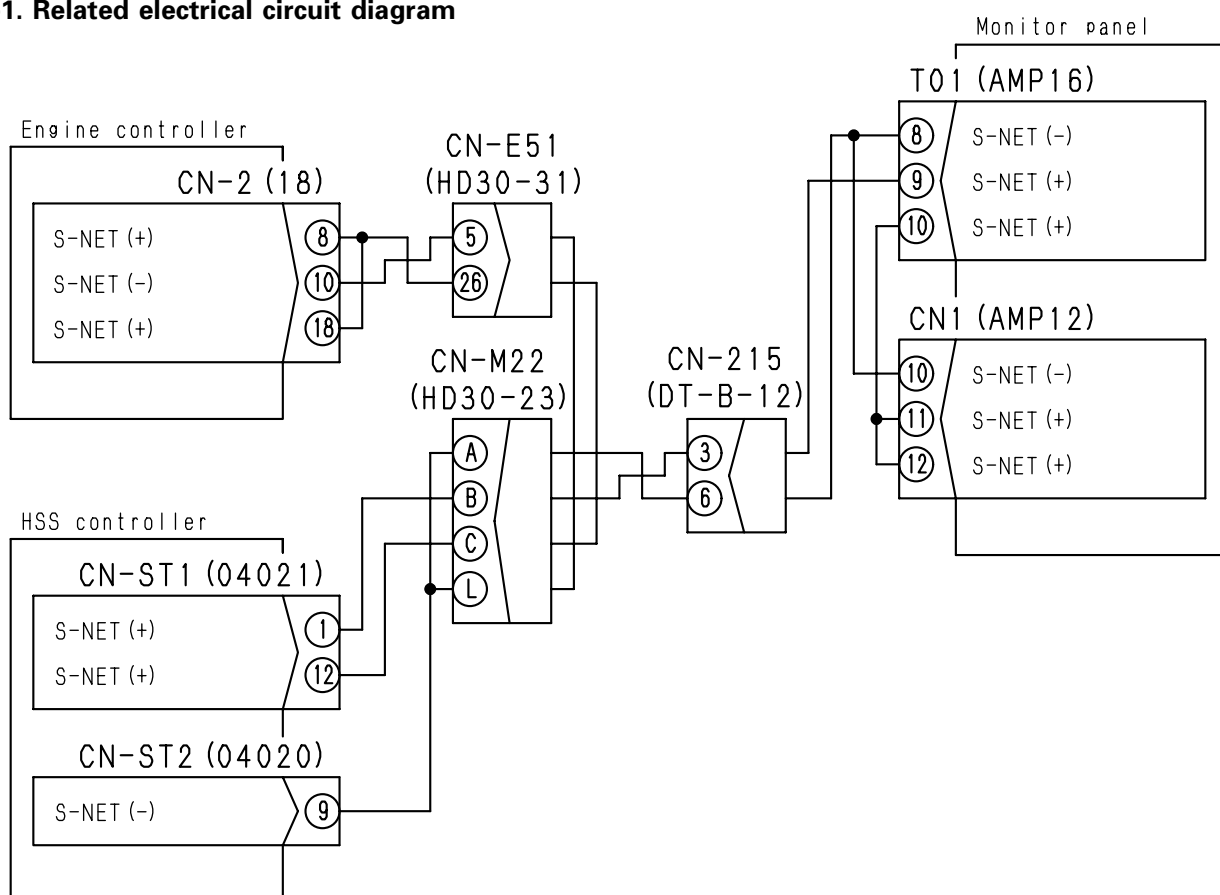 1. Related electrical circuit diagram
Monitor panel
T01 (AMP16)
8 S-NET (-)
9 S-NET (+)
10 S-NET (+)
CN1 (AMP12)
10 S-NET (-)
11 S-NET (+)
12 S-NET (+)
Engine controller
CN-2 (18)
S-NET (+) 8
S-NET (-) 10
S-NET (+) 18
CN-E51
(HD30-31)
5
26
CN-M22
(HD30-23)
A
B
C
L
CN-215
(DT-B-12)
3
6
HSS controller
CN-ST1 (04021)
S-NET (+) 1
S-NET (+) 12
CN-ST2 (04020)
S-NET (-) 9